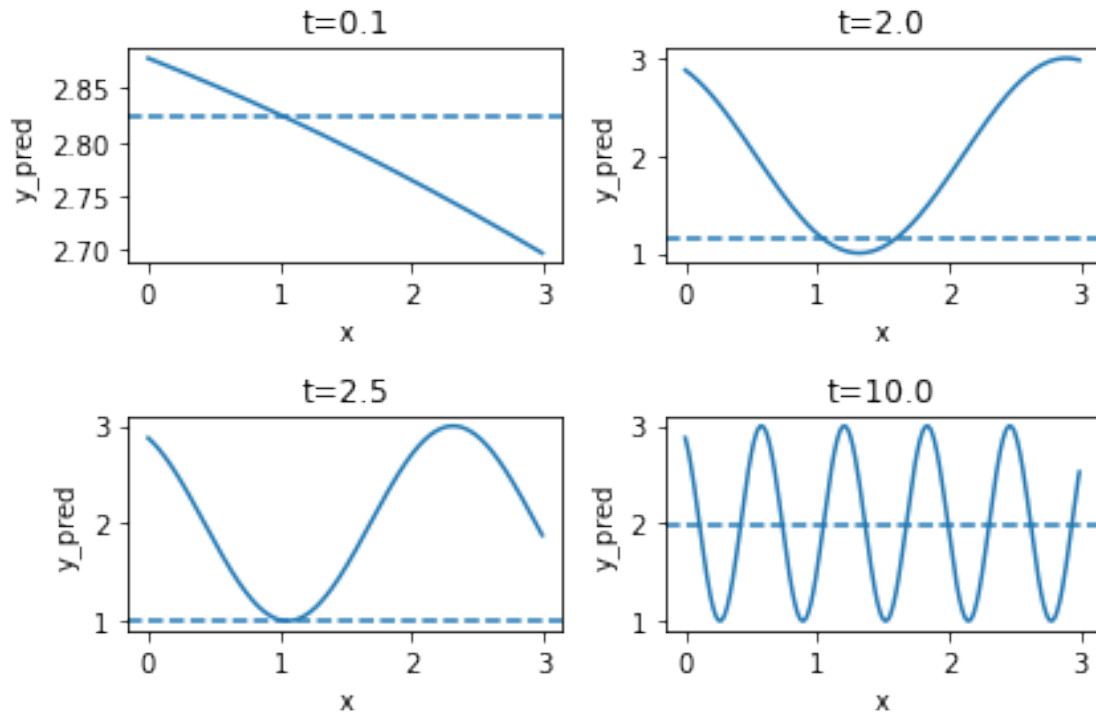 t=0.1
y_pred
2.85
2.80
2.75
2.70
0 1 2 3
x
t=2.0
y_pred
3
2
1
0 1 2 3
x
t=2.5
y_pred
3
2
1
0 1 2 3
x
t=10.0
y_pred
3
2
1
0 1 2 3
x